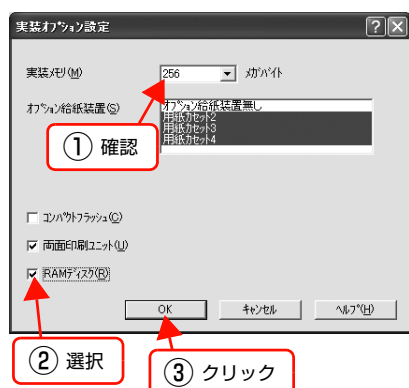 実装ｵﾌﾟｼｮﾝ設定
実装ﾒﾓﾘ(M)
256
ﾒｶﾞﾊﾞｲﾄ
ｵﾌﾟｼｮﾝ給紙装置(S)
ｵﾌﾟｼｮﾝ給紙装置無し
用紙ｶｾｯﾄ2
用紙ｶｾｯﾄ3
用紙ｶｾｯﾄ4
① 確認
ｺﾝﾊﾟｸﾄﾌﾗｯｼｭ(C)
両面印刷ﾕﾆｯﾄ(U)
RAMﾃﾞｨｽｸ(R)
OK
ｷｬﾝｾﾙ
ﾍﾙﾌﾟ(H)
② 選択
③ クリック